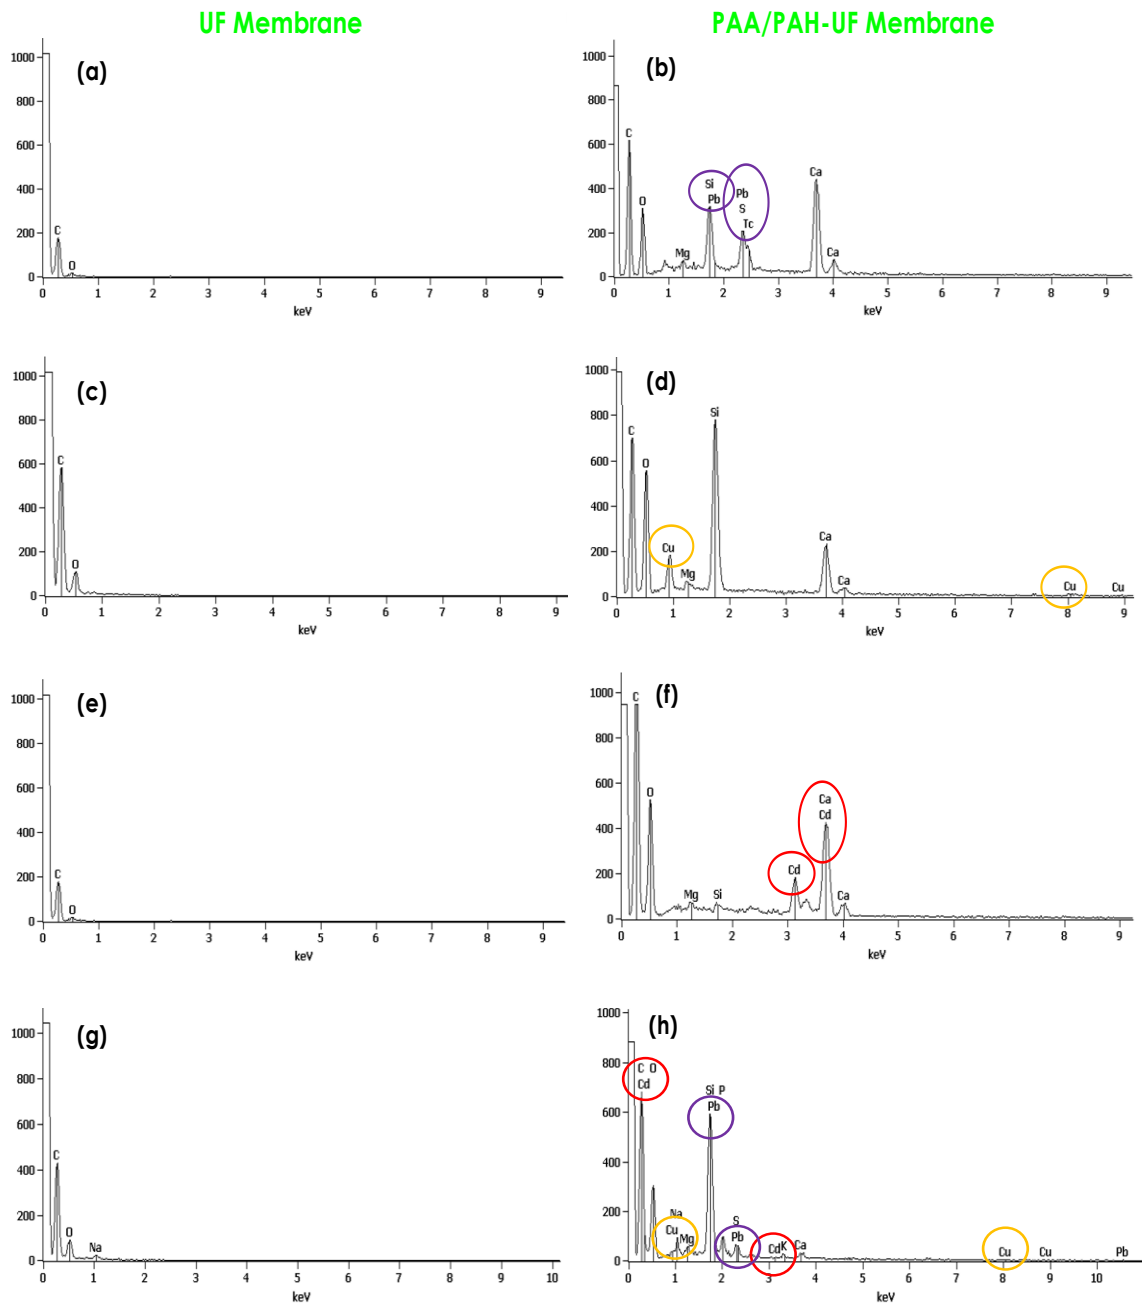 UF Membrane
PAA/PAH-UF Membrane
(a)
1000
800
600
400
200
0
C
O
0 1 2 3 4 5 6 7 8 9
keV
(b)
1000
800
600
400
200
0
C
O
Mg
Si
Pb
Pb
S
Tc
Ca
Ca
0 1 2 3 4 5 6 7 8 9
keV
(c)
1000
800
600
400
200
0
C
O
0 1 2 3 4 5 6 7 8 9
keV
(d)
1000
800
600
400
200
0
C
O
Cu
Mg
Si
Ca
Ca
Cu
Cu
0 1 2 3 4 5 6 7 8 9
keV
(e)
1000
800
600
400
200
0
C
O
0 1 2 3 4 5 6 7 8 9
keV
(f)
1000
800
600
400
200
0
C
O
Mg
Si
Cd
Ca
Cd
Ca
0 1 2 3 4 5 6 7 8 9
keV
(g)
1000
800
600
400
200
0
C
O
Na
0 1 2 3 4 5 6 7 8 9 10
keV
(h)
1000
800
600
400
200
0
C O
Cd
Na
Cu
Mg
Si P
Pb
S
Pb
Cd K
Ca
Cu
Cu
Pb
0 1 2 3 4 5 6 7 8 9 10
keV